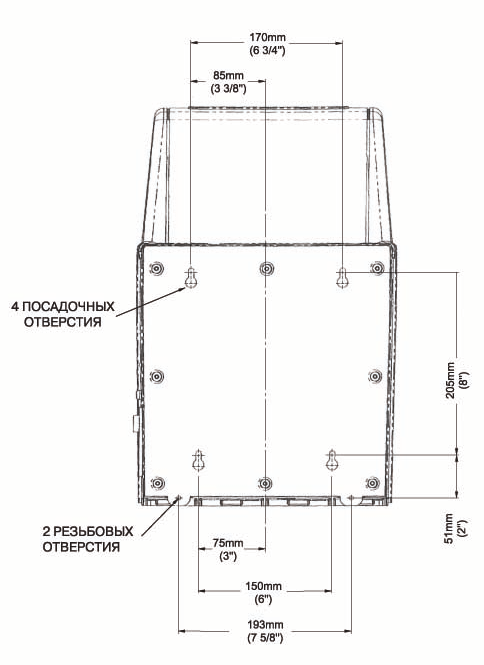 170mm
(6 3/4")
85mm
(3 3/8")
4 ПОСАДОЧНЫХ
ОТВЕРСТИЯ
205mm
(8")
2 РЕЗЬБОВЫХ
ОТВЕРСТИЯ
51mm
(2")
75mm
(3")
150mm
(6")
193mm
(7 5/8")